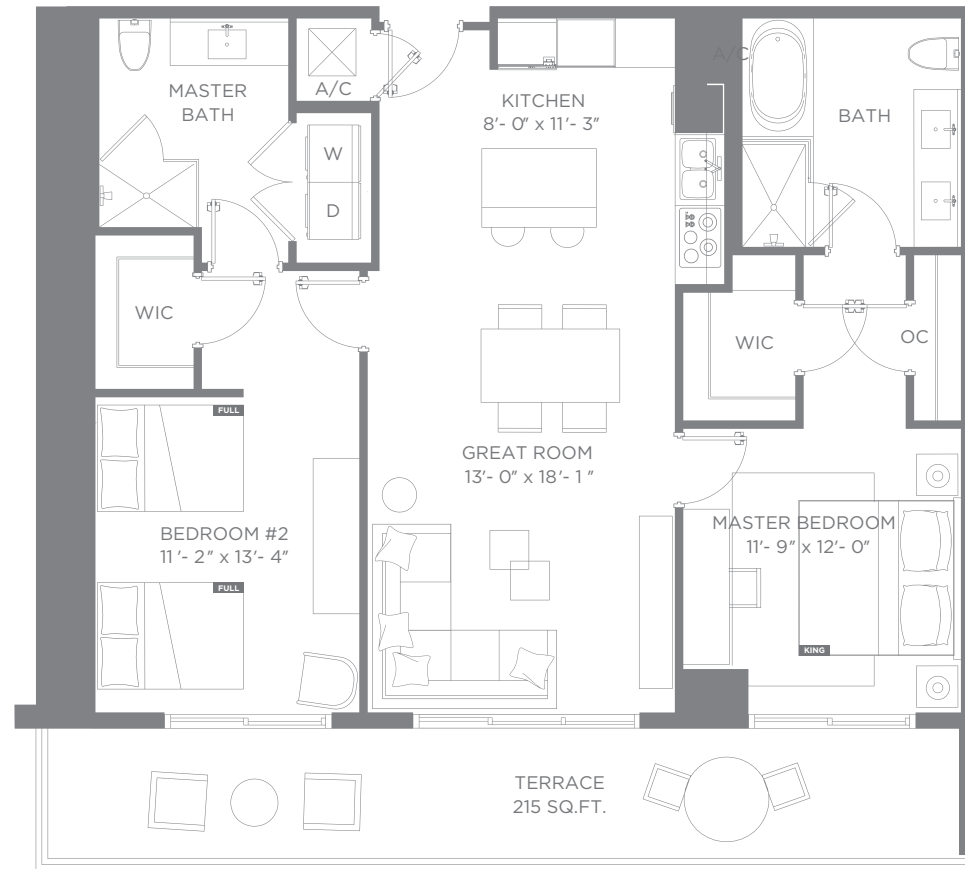 A/C
MASTER
BATH
A/C
W
D
KITCHEN
8'- 0" x 11'- 3"
BATH
WIC
WIC
OC
FULL
GREAT ROOM
13'- 0" x 18'- 1 "
BEDROOM #2
11 '- 2" x 13'- 4"
MASTER BEDROOM
11'- 9" x 12'- 0"
FULL
KING
TERRACE
215 SQ.FT.